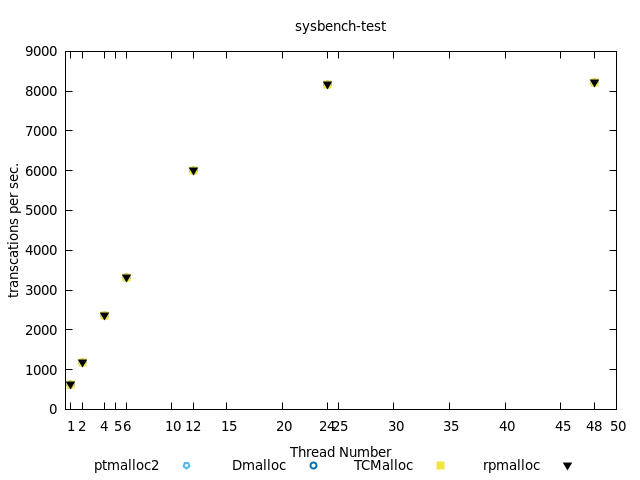 sysbench-test
9000
8000
7000
6000
5000
4000
3000
2000
1000
0
transcations per sec.
1 2 4 5 6 10 12 15 20 24 25 30 35 40 45 48 50
Thread Number
ptmalloc2 Dmalloc TCMalloc rpmalloc